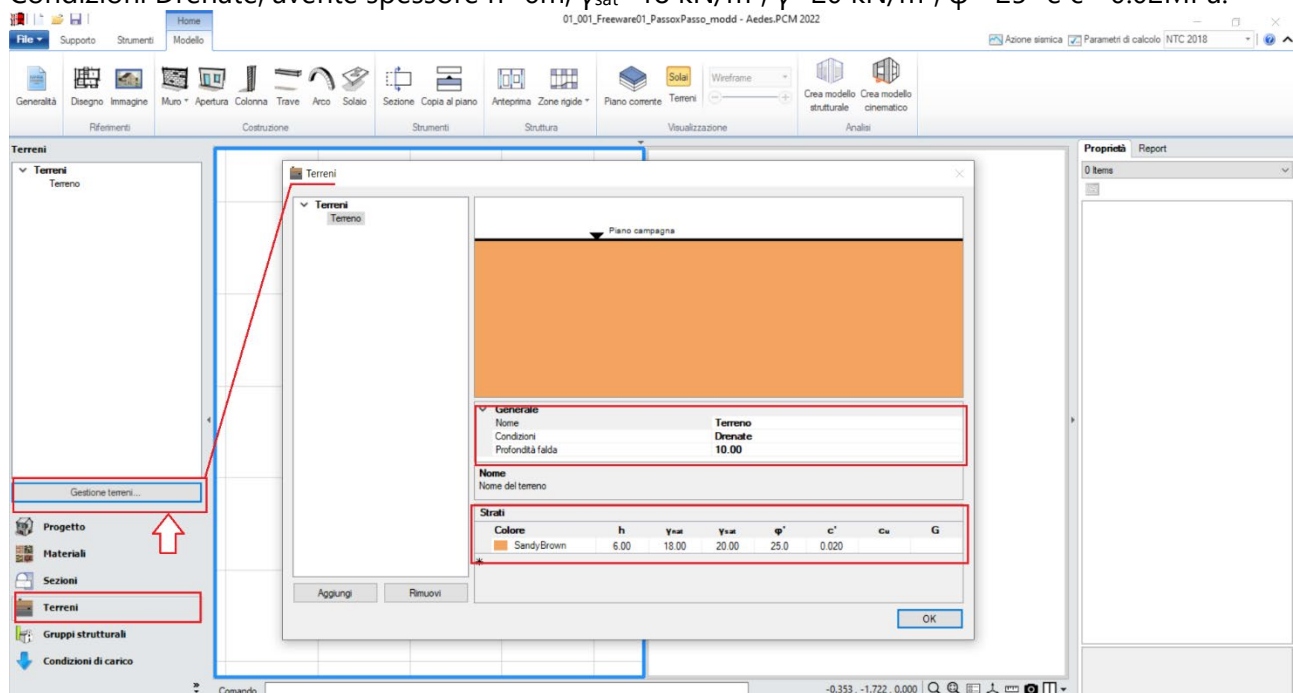 Condizioni Drenate, avente spessore h=6m, γsat=18 kN/m³, γ=20 kN/m³, φ'=25° e c'=0.02MPa.
Home
01_001_Freeware01_PassoxPasso_modd - Aedes.PCM 2022
File Supporto Strumenti Modello Azione sismica Parametri di calcolo NTC 2018
Generalità Disegno Immagine Muro Apertura Colonna Trave Arco Solaio Sezione Copia al piano Anteprima Zone rigide Piano corrente Solai Terreni Wireframe Crea modello strutturale Crea modello cinematico
Riferimenti Costruzione Strumenti Struttura Visualizzazione Analisi
Terreni
Terreni
Terreno
Gestione terreni...
Progetto
Materiali
Sezioni
Terreni
Gruppi strutturali
Condizioni di carico
Terreni
Terreni
Terreno
Aggiungi Rimuovi
Piano campagna
Generale
Nome Terreno
Condizioni Drenate
Profondità falda 10.00
Nome
Nome del terreno
Strati
Colore h γnat γsat φ' c' cu G
SandyBrown 6.00 18.00 20.00 25.0 0.020
*
OK
Proprietà Report
0 Items
Comando -0.353 , -1.722 , 0.000